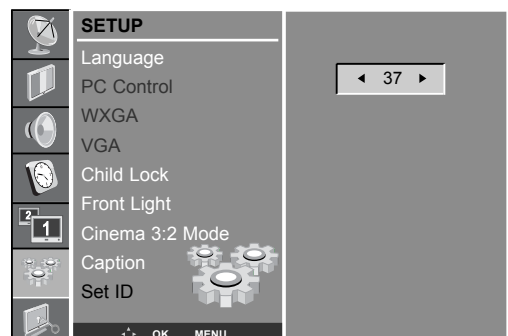 SETUP
Language
PC Control
WXGA
VGA
Child Lock
Front Light
Cinema 3:2 Mode
Caption
Set ID
OK MENU
◄ 37 ►
2
1